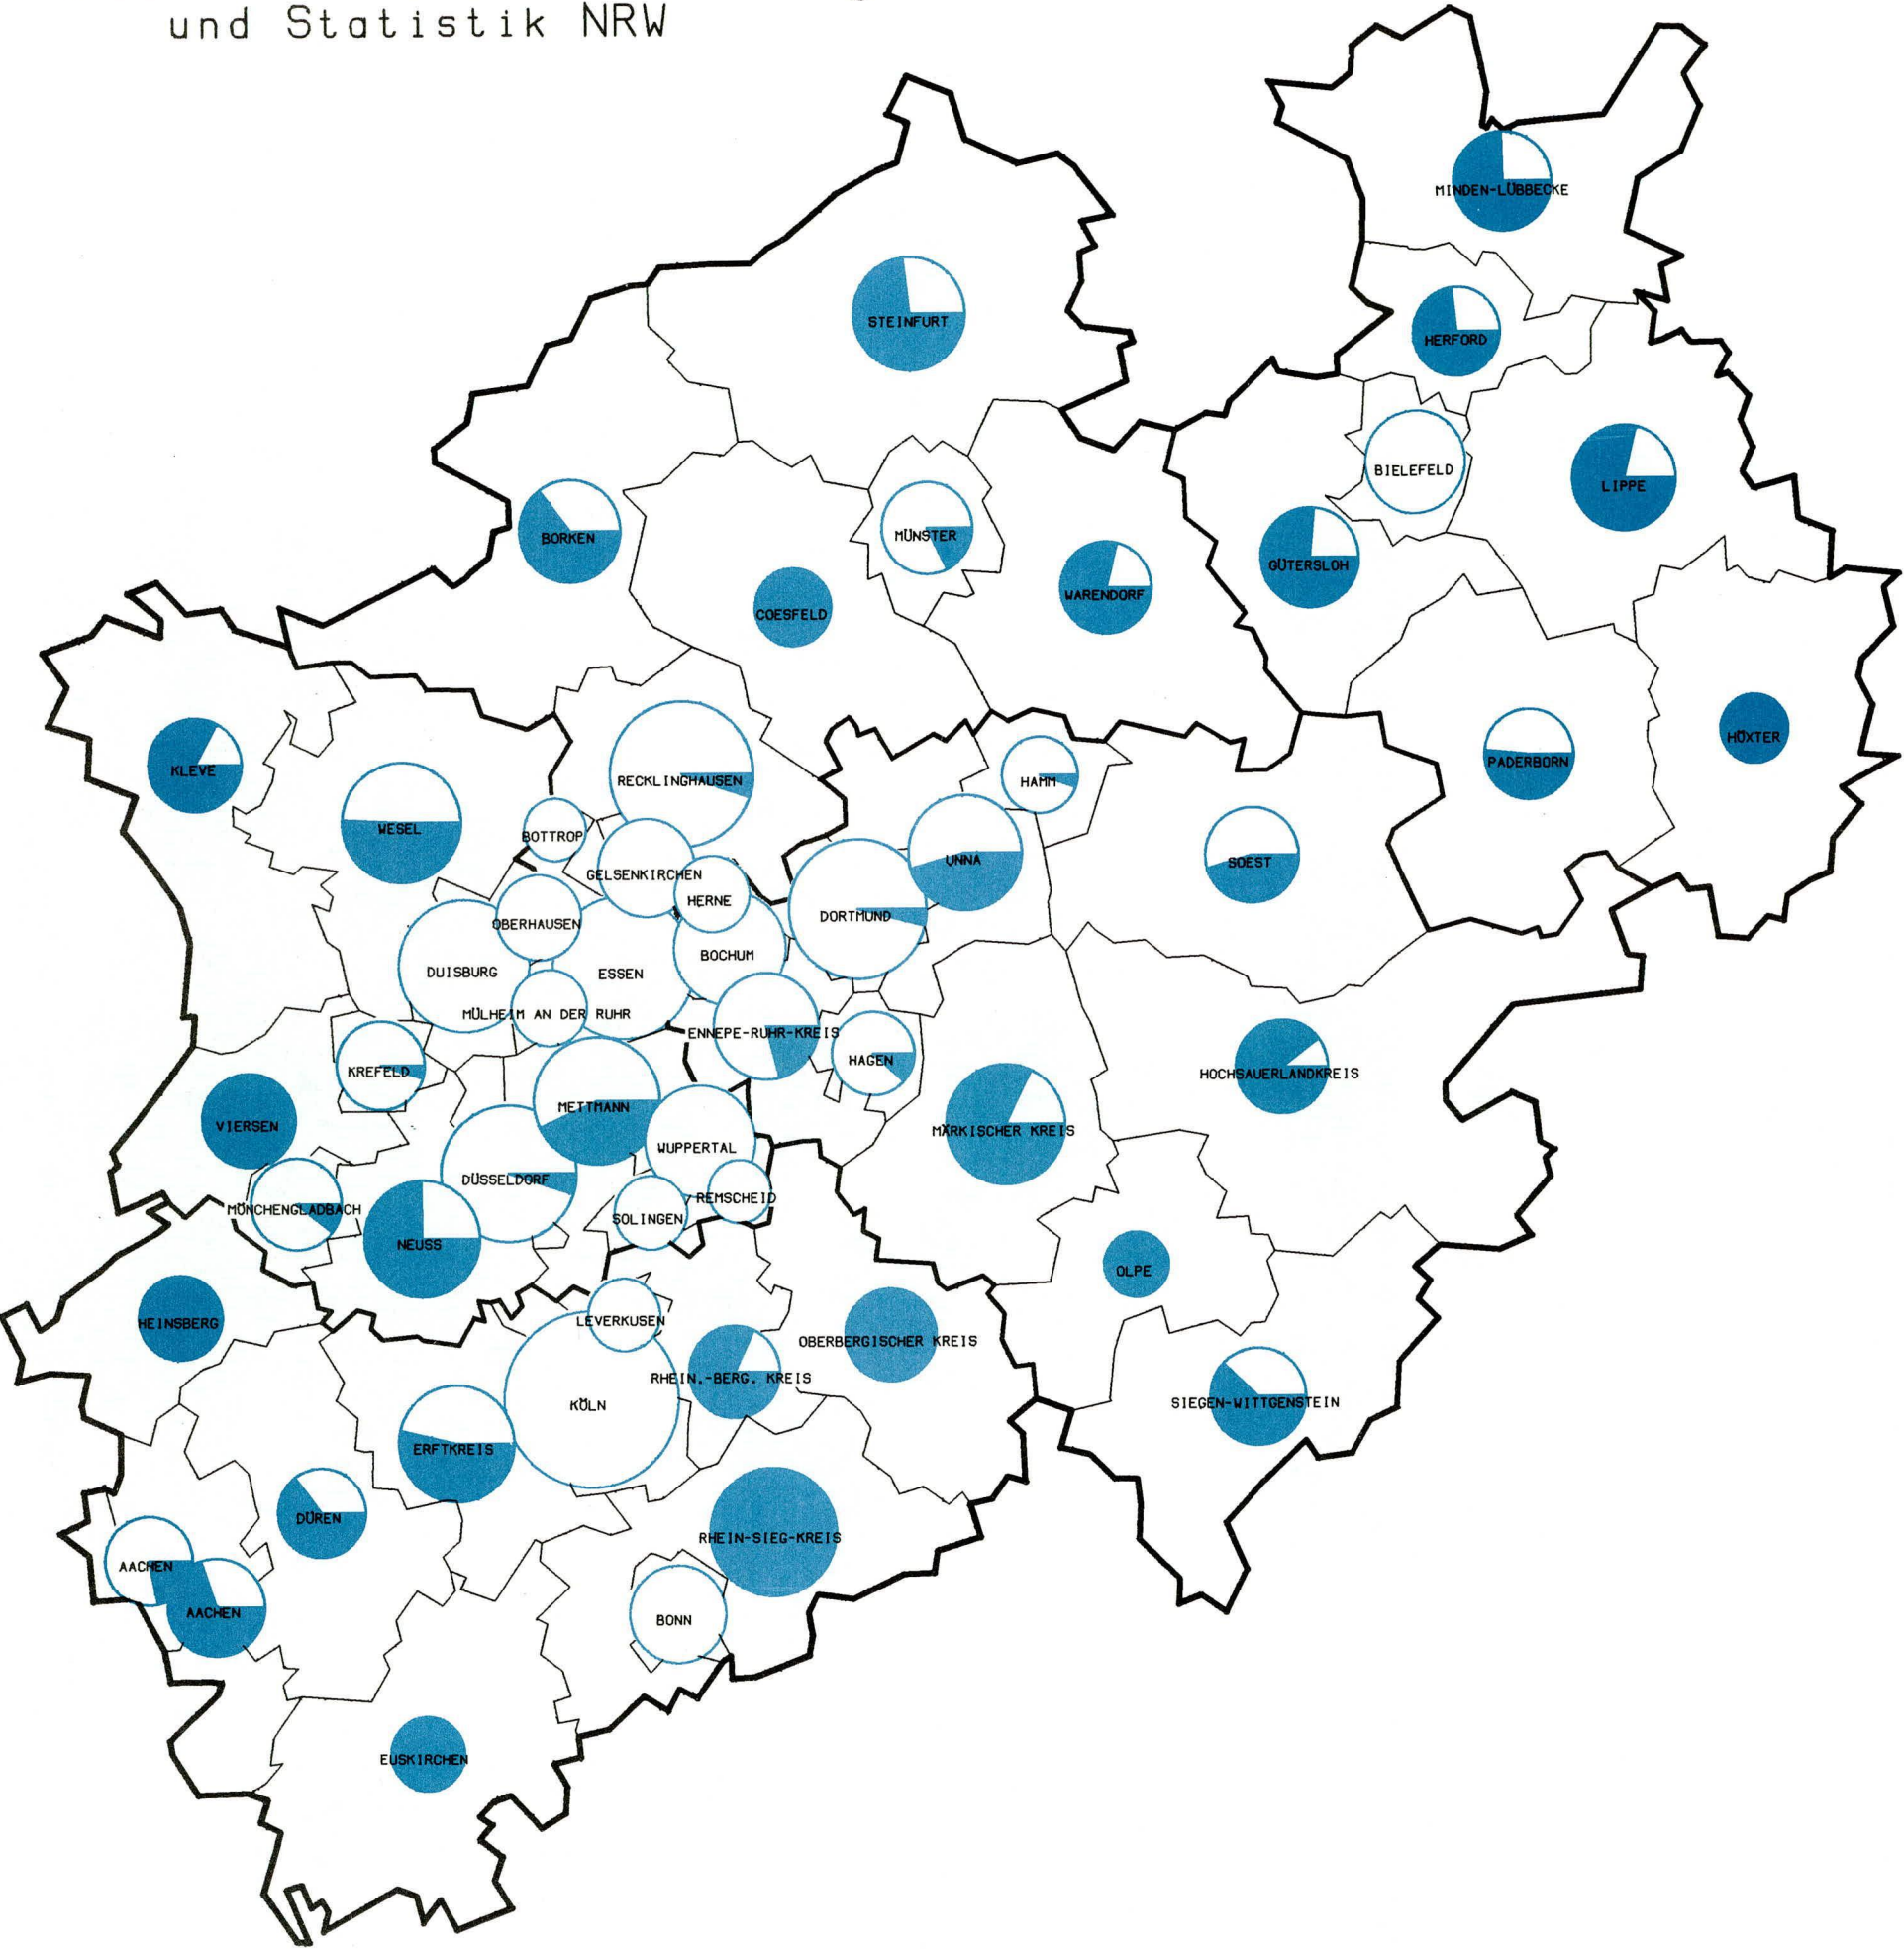 und Statistik NRW
MINDEN-LÜBBECKE
STEINFURT
HERFORD
BIELEFELD
LIPPE
BORKEN
MÜNSTER
GÜTERSLOH
WARENDORF
COESFELD
HÖXTER
PADERBORN
KLEVE
RECKLINGHAUSEN
HAMM
WESEL
BOTTROP
UNNA
SOEST
GELSENKIRCHEN
HERNE
DORTMUND
OBERHAUSEN
BOCHUM
DUISBURG
ESSEN
MÜLHEIM AN DER RUHR
ENNEPE-RUHR-KREIS
HAGEN
KREFELD
HOCHSAUERLANDKREIS
METTMANN
VIERSEN
MÄRKISCHER KREIS
WUPPERTAL
DÜSSELDORF
REMSCHEID
MÖNCHENGLADBACH
SOLINGEN
NEUSS
OLPE
HEINSBERG
LEVERKUSEN
OBERBERGISCHER KREIS
RHEIN.-BERG. KREIS
KÖLN
SIEGEN-WITTGENSTEIN
ERFTKREIS
DÜREN
RHEIN-SIEG-KREIS
AACHEN
AACHEN
BONN
EUSKIRCHEN